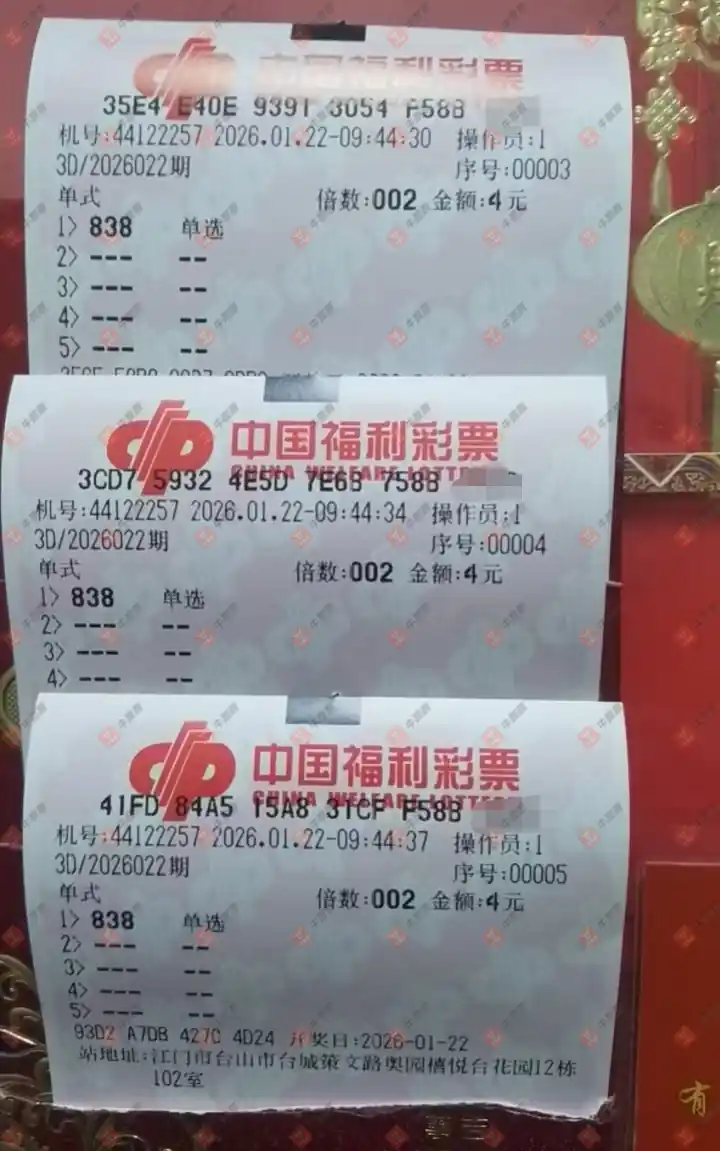 中国福利彩票
35E4 E40E 9391 3054 F58B
机号:44122257 2026.01.22-09:44:30 操作员:1
3D/2026022期 序号:00003
单式 倍数:002 金额:4元
1> 838 单选
2> --- --
3> --- --
4> --- --
5> --- --
中国福利彩票
CHINA WELFARE LOTTERY
3CD7 5932 4E5D 7E6B 758B
机号:44122257 2026.01.22-09:44:34 操作员:1
3D/2026022期 序号:00004
单式 倍数:002 金额:4元
1> 838 单选
2> --- --
3> --- --
4> --- --
中国福利彩票
CHINA WELFARE LOTTERY
41FD 84A5 15A8 31CF F58B
机号:44122257 2026.01.22-09:44:37 操作员:1
3D/2026022期 序号:00005
单式 倍数:002 金额:4元
1> 838 单选
2> --- --
3> --- --
4> --- --
5> --- --
93D2 A7DB 427C 4D24 开奖日:2026-01-22
站地址:江门市台山市台城策文路奥园禧悦台花园12栋
102室
有